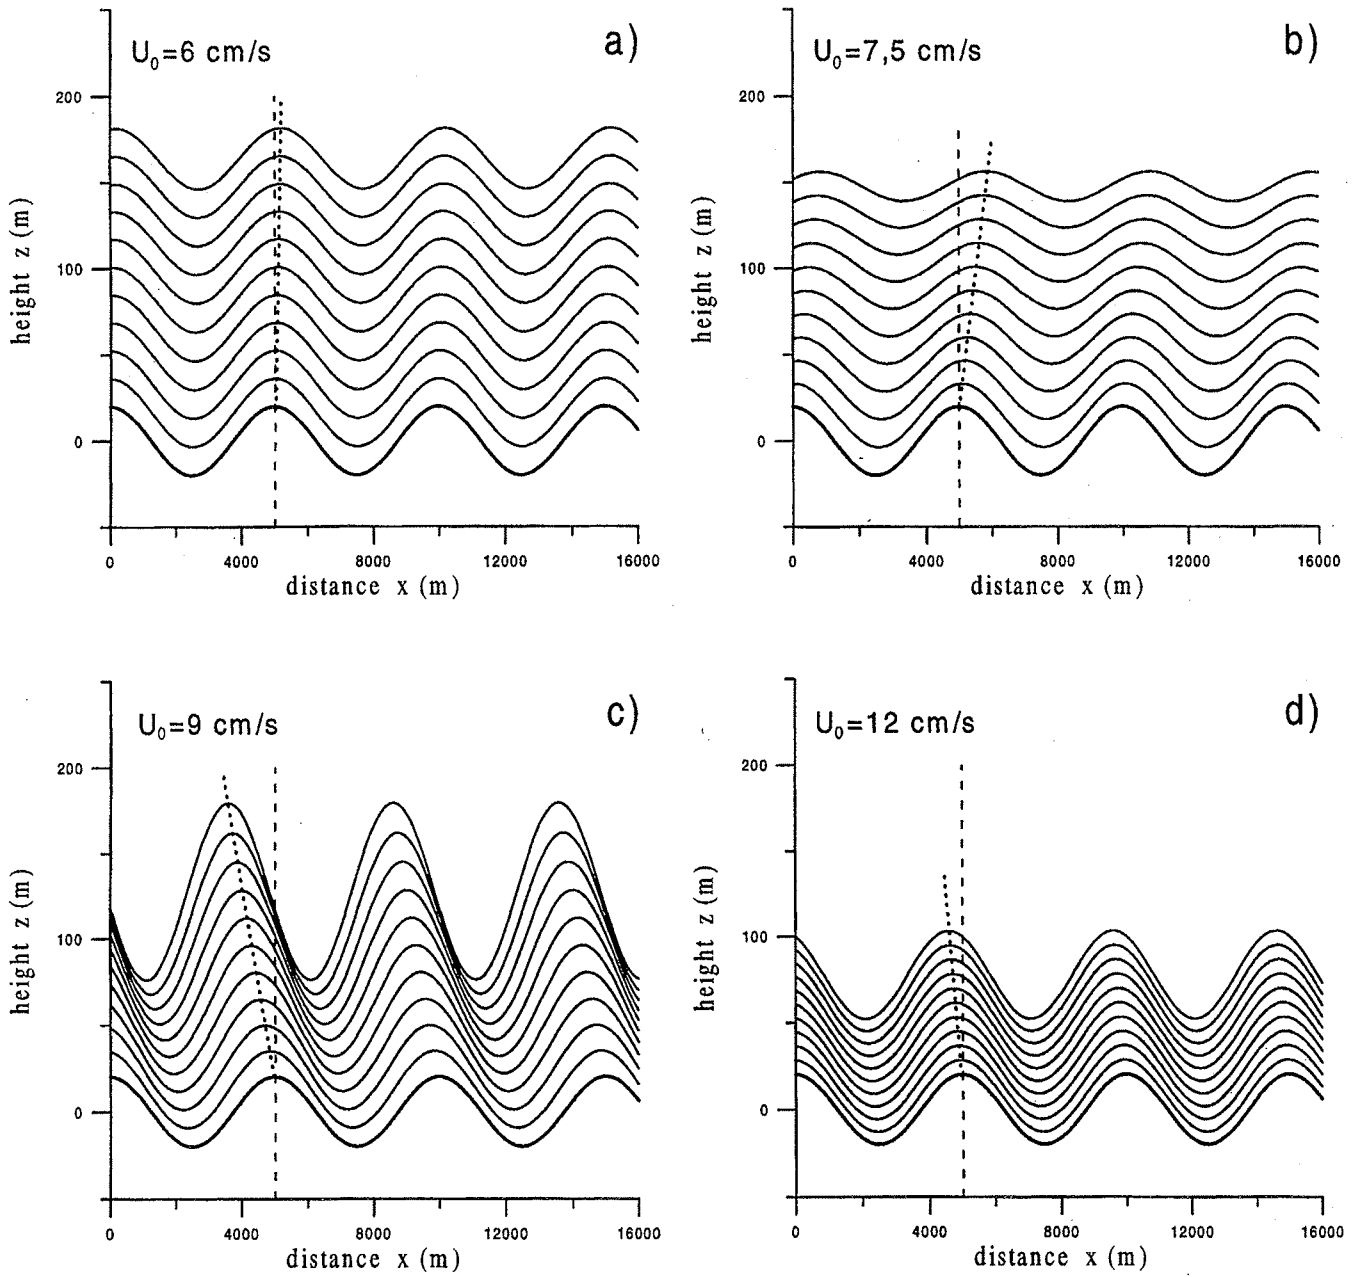 U₀=6 cm/s
a)
200
100
0
height z (m)
0 4000 8000 12000 16000
distance x (m)
U₀=7,5 cm/s
b)
200
100
0
height z (m)
0 4000 8000 12000 16000
distance x (m)
U₀=9 cm/s
c)
200
100
0
height z (m)
0 4000 8000 12000 16000
distance x (m)
U₀=12 cm/s
d)
200
100
0
height z (m)
0 4000 8000 12000 16000
distance x (m)